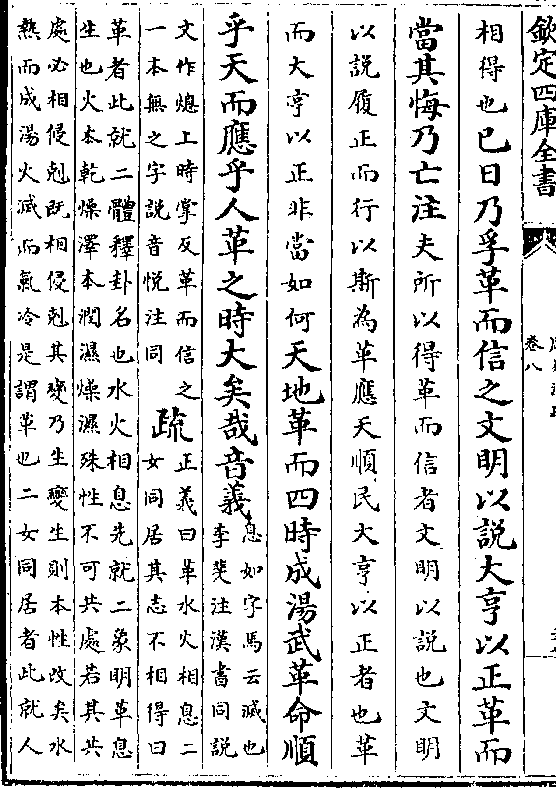 欽定四庫全書
卷八
相得也已日乃孚革而信之文明以說大亨以正革而
當其悔乃亡注夫所以得革而信者文明以說也文明
以說履正而行以斯為革應天順民大亨以正者也革
而大亨以正非當如何天地革而四時成湯武革命順
乎天而應乎人革之時大矣哉音義
息如字馬云滅也
李斐注漢書同說
文作熄上時掌反革而信之
一本無之字說音悅注同
疏
正義曰革水火相息二
女同居其志不相得曰
革者此就二體釋卦名也水火相息先就二象明革息
生也火本乾燥澤本潤濕燥濕殊性不可共處若其共
處必相侵剋既相侵剋其變乃生變生則本性改矣水
熱而成湯火滅而氣冷是謂革也二女同居者此就人